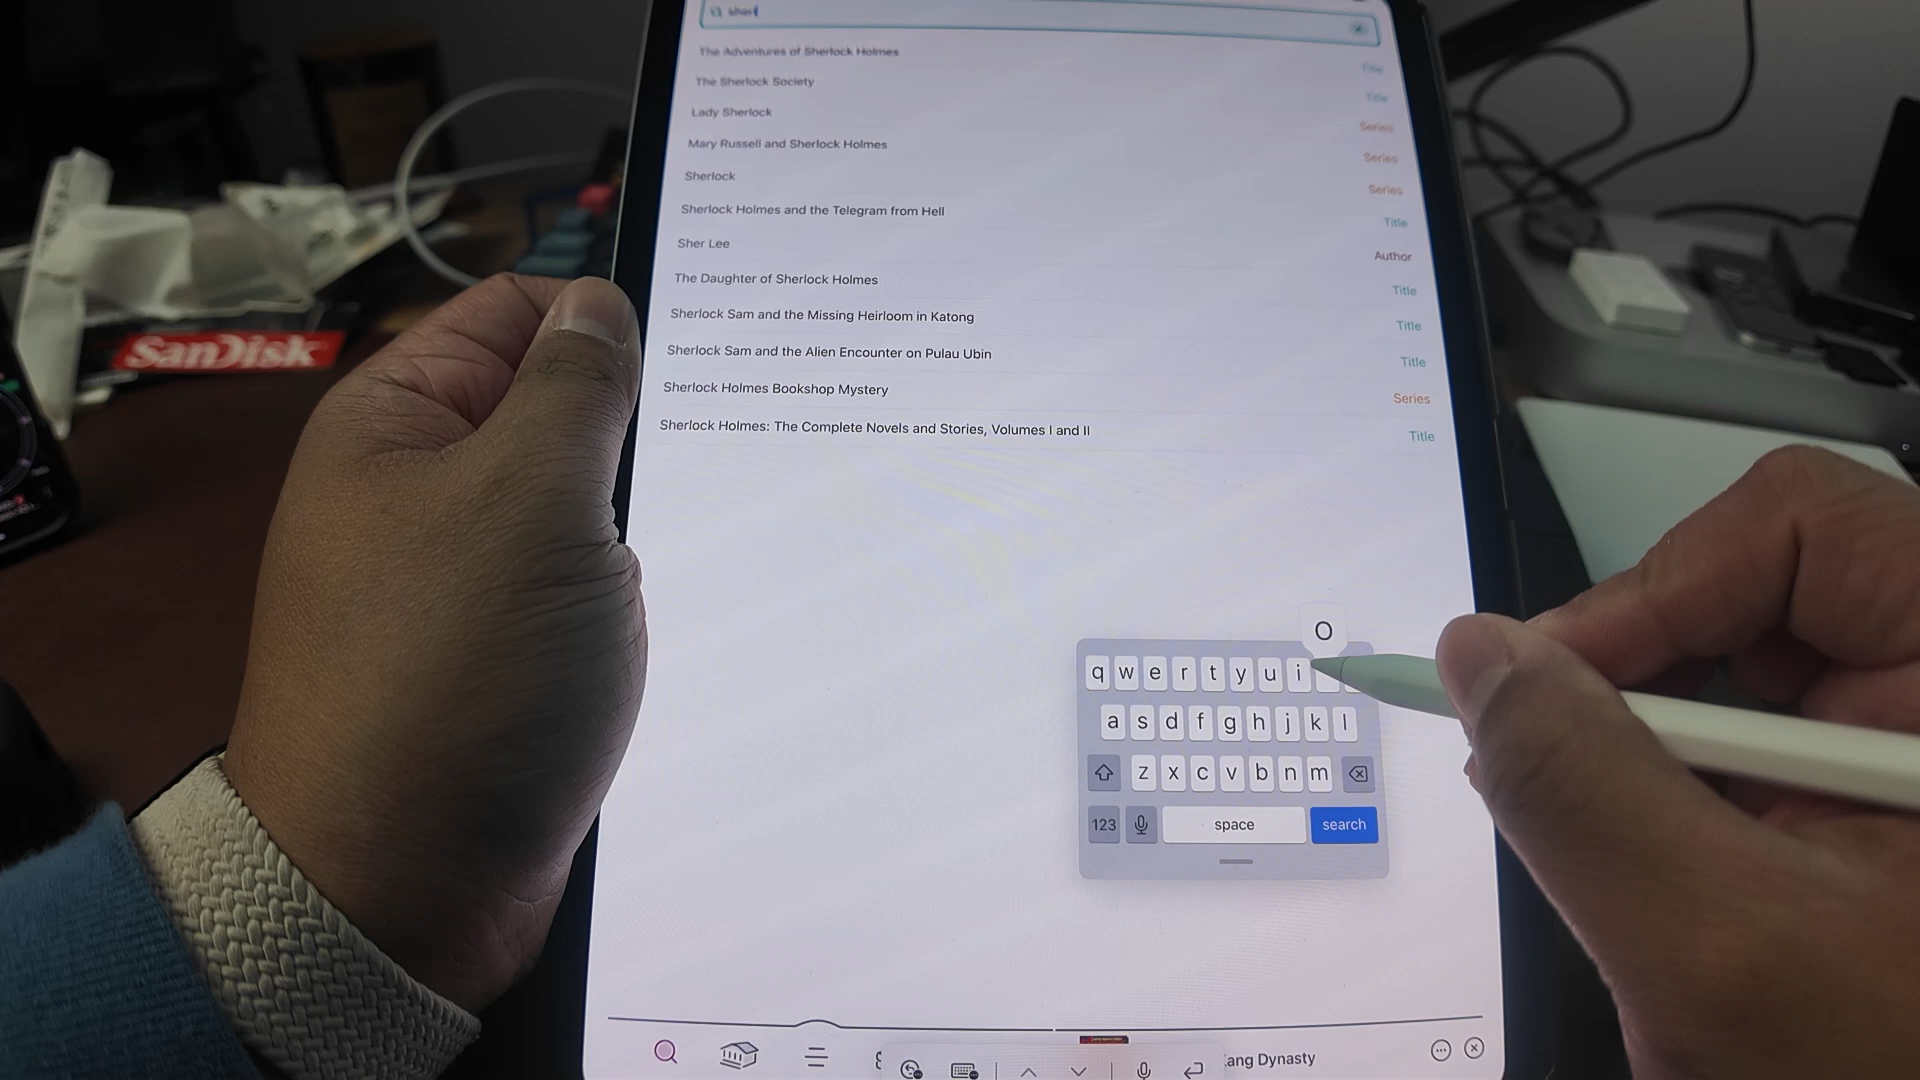 The Adventures of Sherlock Holmes Title
The Sherlock Society Title
Lady Sherlock Series
Mary Russell and Sherlock Holmes Series
Sherlock Series
Sherlock Holmes and the Telegram from Hell Title
Sher Lee Author
The Daughter of Sherlock Holmes Title
Sherlock Sam and the Missing Heirloom in Katong Title
Sherlock Sam and the Alien Encounter on Pulau Ubin Title
Sherlock Holmes Bookshop Mystery Series
Sherlock Holmes: The Complete Novels and Stories, Volumes I and II Title
SanDisk
O
q w e r t y u i
a s d f g h j k l
z x c v b n m
123 space search
ang Dynasty